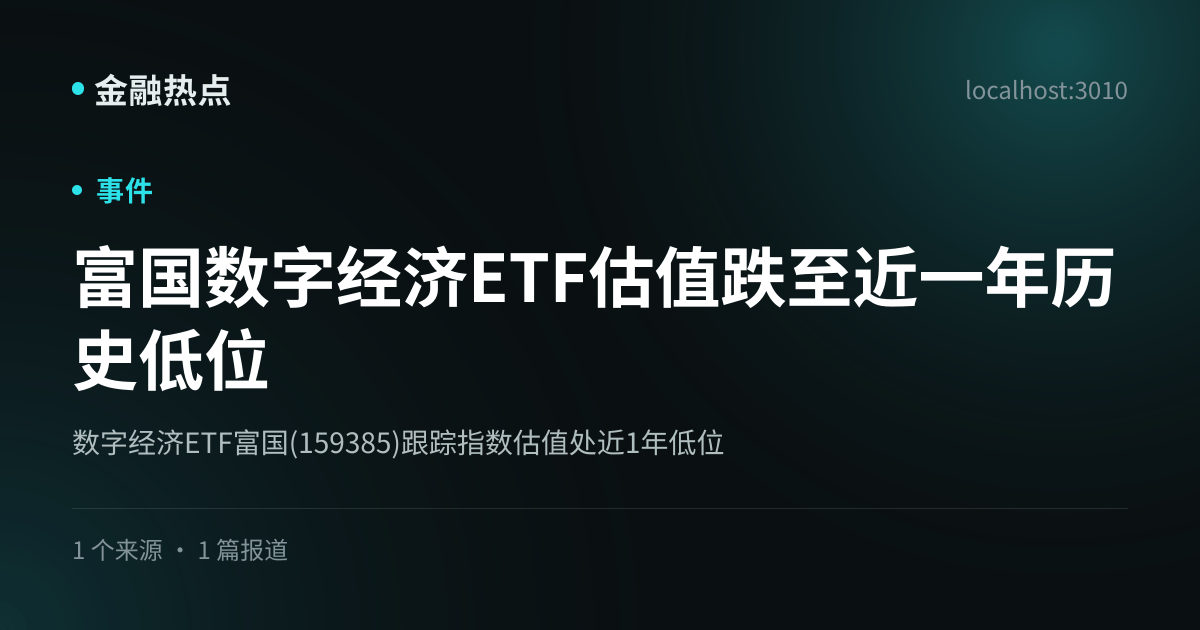 金融热点
localhost:3010
事件
富国数字经济ETF估值跌至近一年历
史低位
数字经济ETF富国(159385)跟踪指数估值处近1年低位
1 个来源 · 1 篇报道